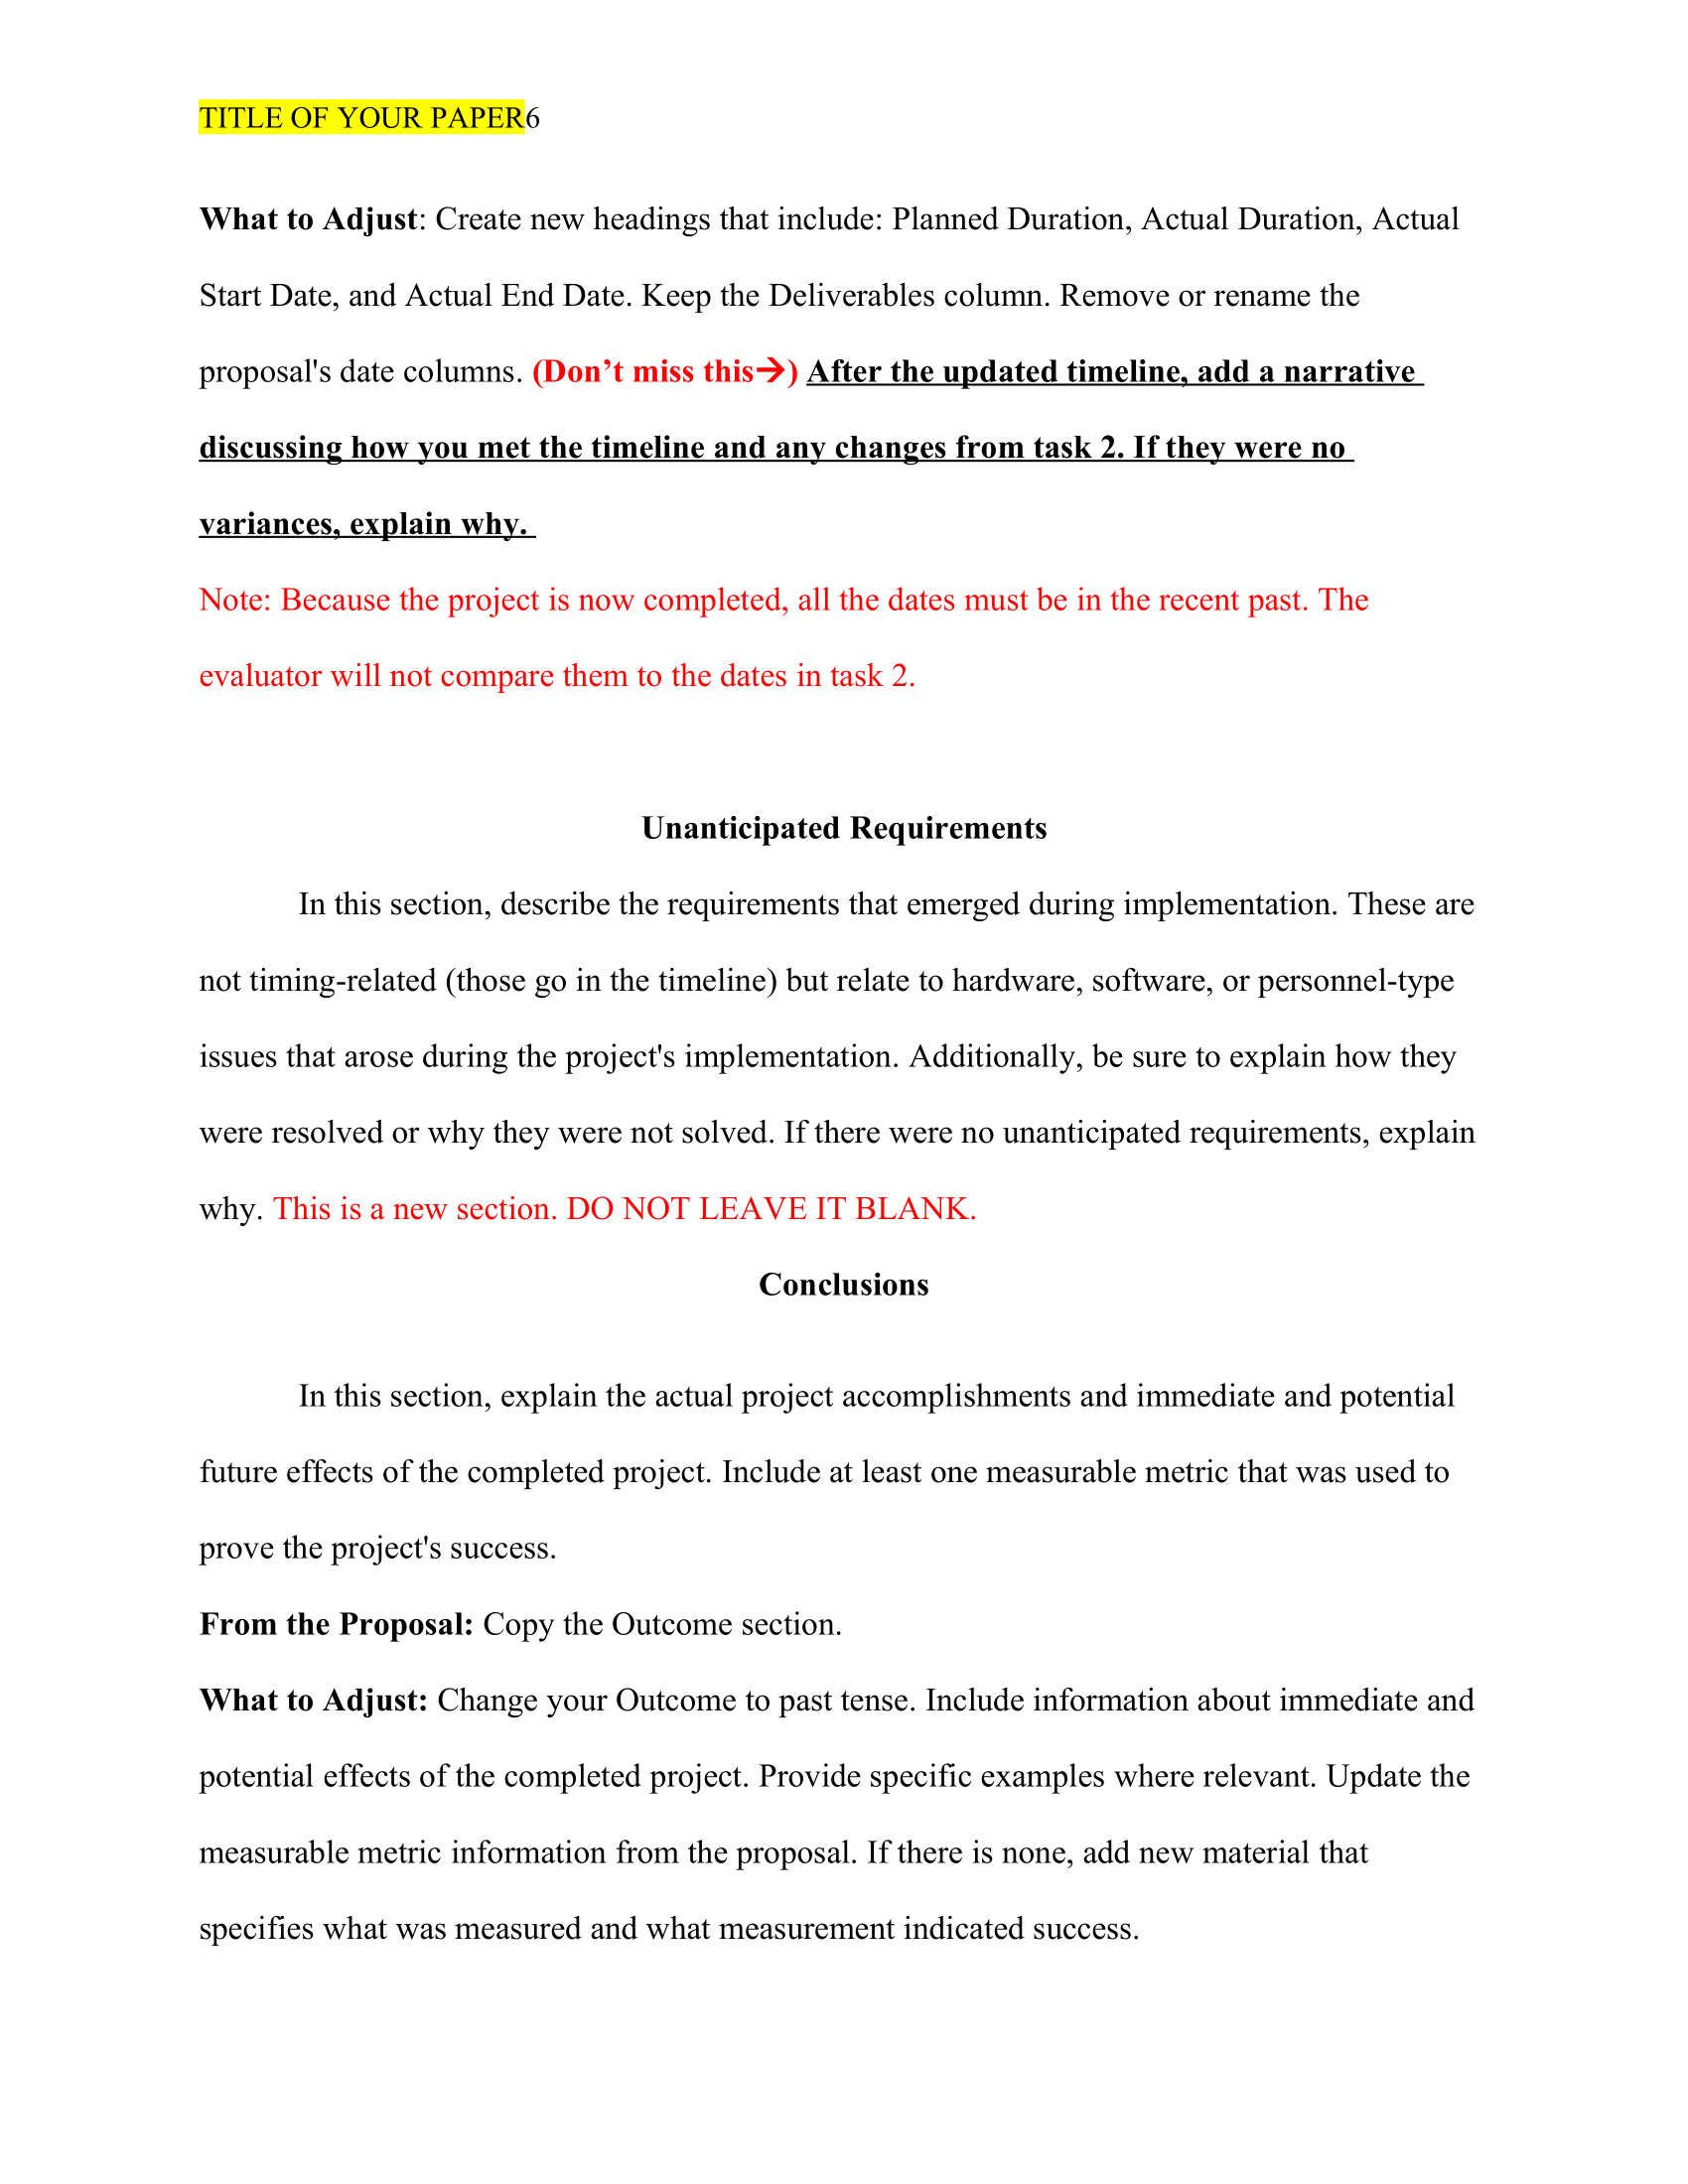 TITLE OF YOUR PAPER6
What to Adjust: Create new headings that include: Planned Duration, Actual Duration, Actual
Start Date, and Actual End Date. Keep the Deliverables column. Remove or rename the
proposal's date columns. (Don’t miss this→) After the updated timeline, add a narrative
discussing how you met the timeline and any changes from task 2. If they were no
variances, explain why.
Note: Because the project is now completed, all the dates must be in the recent past. The
evaluator will not compare them to the dates in task 2.
Unanticipated Requirements
In this section, describe the requirements that emerged during implementation. These are
not timing-related (those go in the timeline) but relate to hardware, software, or personnel-type
issues that arose during the project's implementation. Additionally, be sure to explain how they
were resolved or why they were not solved. If there were no unanticipated requirements, explain
why. This is a new section. DO NOT LEAVE IT BLANK.
Conclusions
In this section, explain the actual project accomplishments and immediate and potential
future effects of the completed project. Include at least one measurable metric that was used to
prove the project's success.
From the Proposal: Copy the Outcome section.
What to Adjust: Change your Outcome to past tense. Include information about immediate and
potential effects of the completed project. Provide specific examples where relevant. Update the
measurable metric information from the proposal. If there is none, add new material that
specifies what was measured and what measurement indicated success.